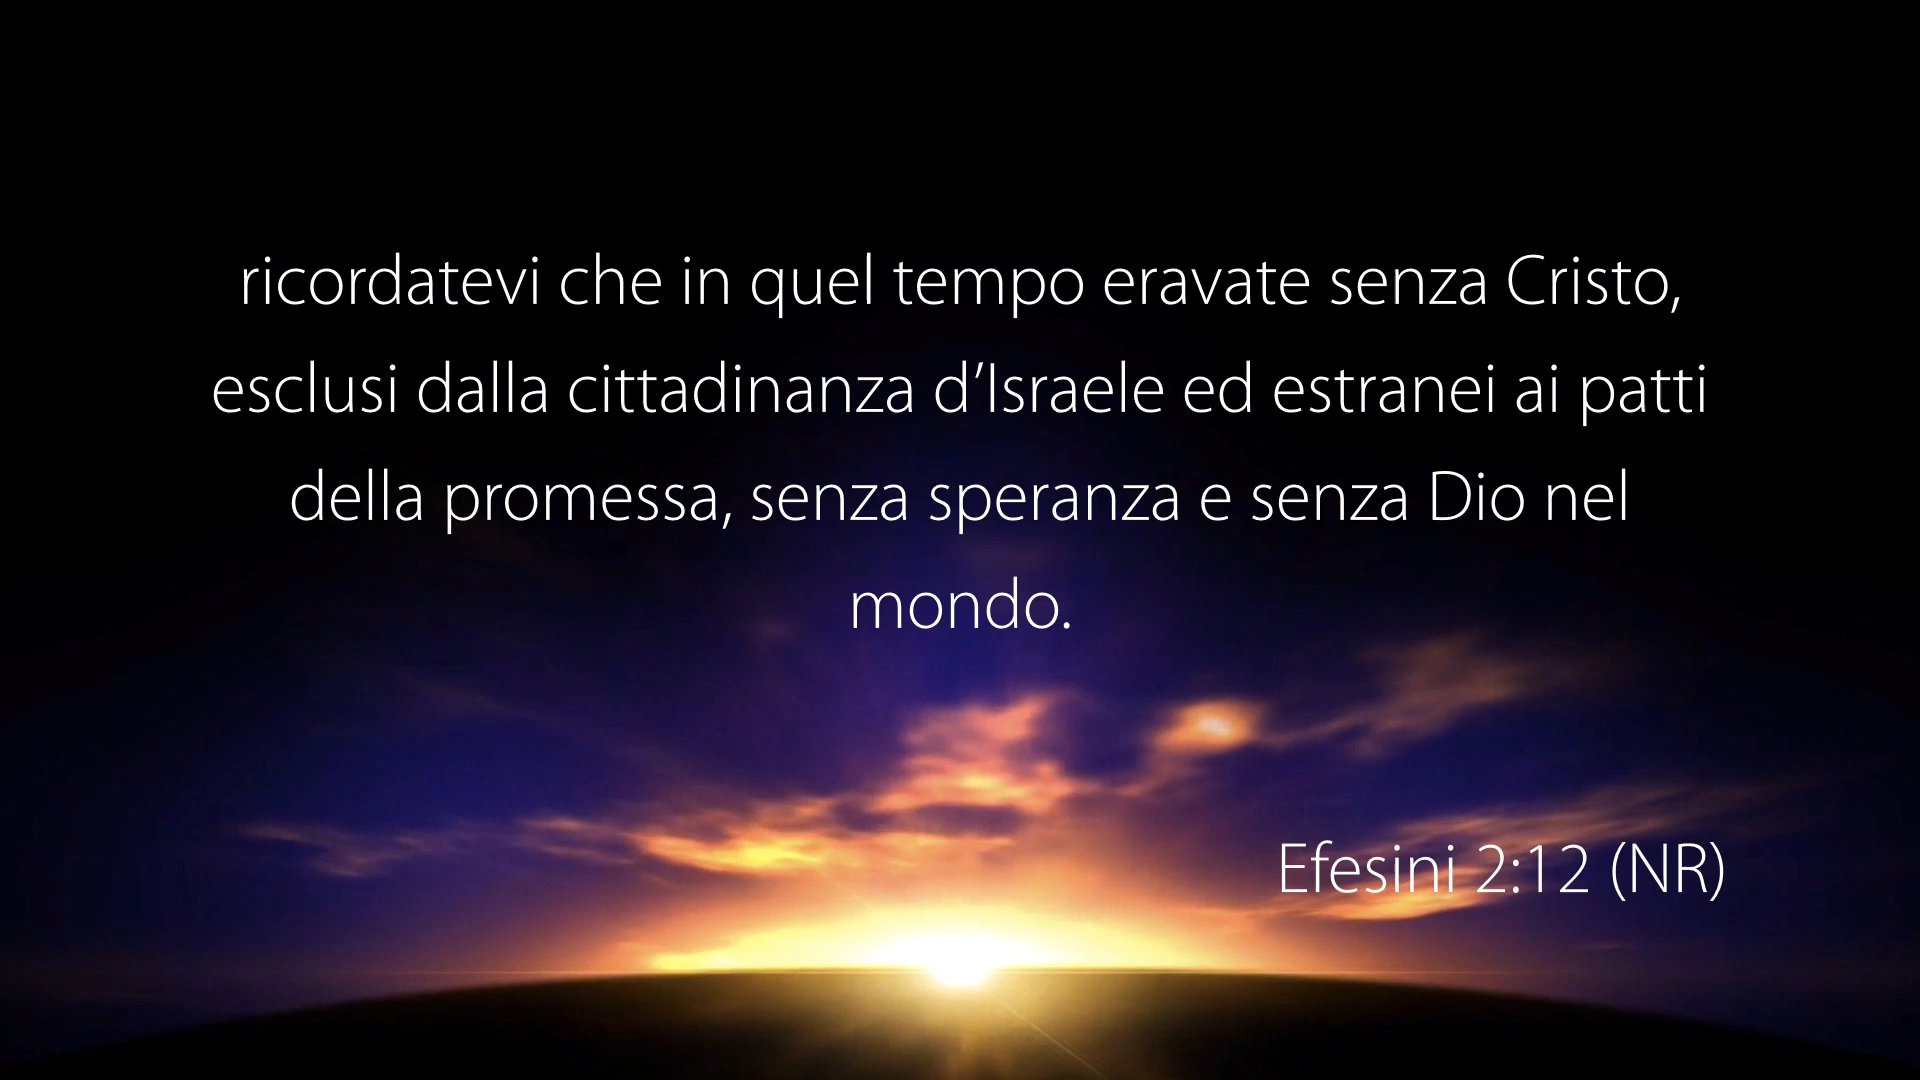 ricordatevi che in quel tempo eravate senza Cristo,
esclusi dalla cittadinanza d’Israele ed estranei ai patti
della promessa, senza speranza e senza Dio nel
mondo.
Efesini 2:12 (NR)